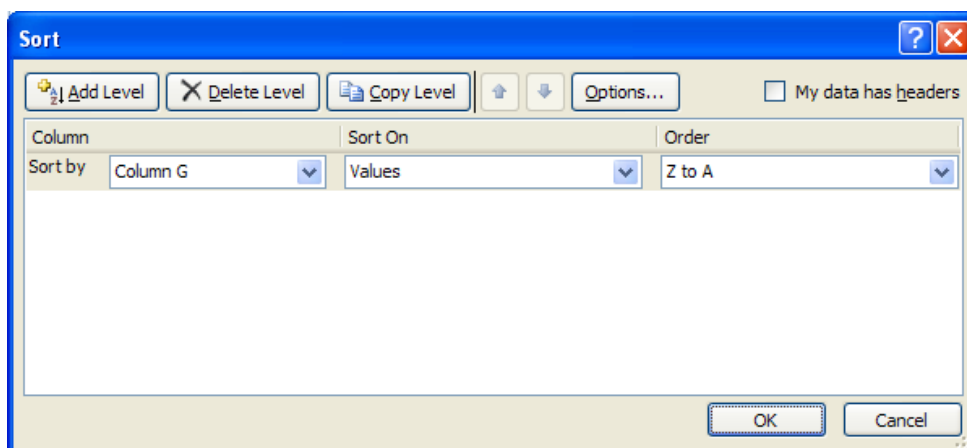 Sort
Add Level Delete Level Copy Level Options... My data has headers
Column Sort On Order
Sort by Column G Values Z to A
OK Cancel